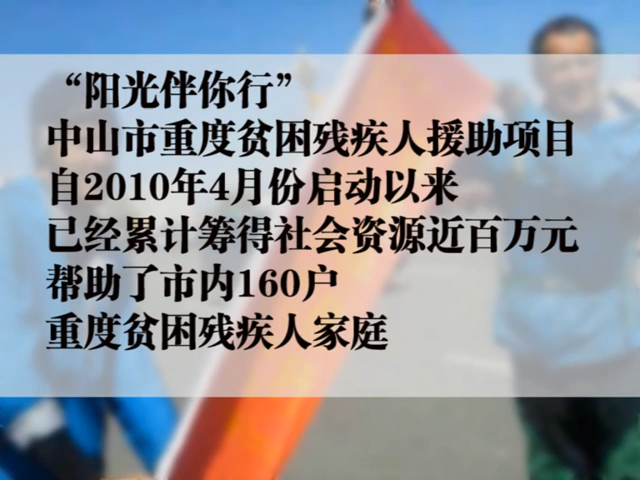 “阳光伴你行”
中山市重度贫困残疾人援助项目
自2010年4月份启动以来
已经累计筹得社会资源近百万元
帮助了市内160户
重度贫困残疾人家庭